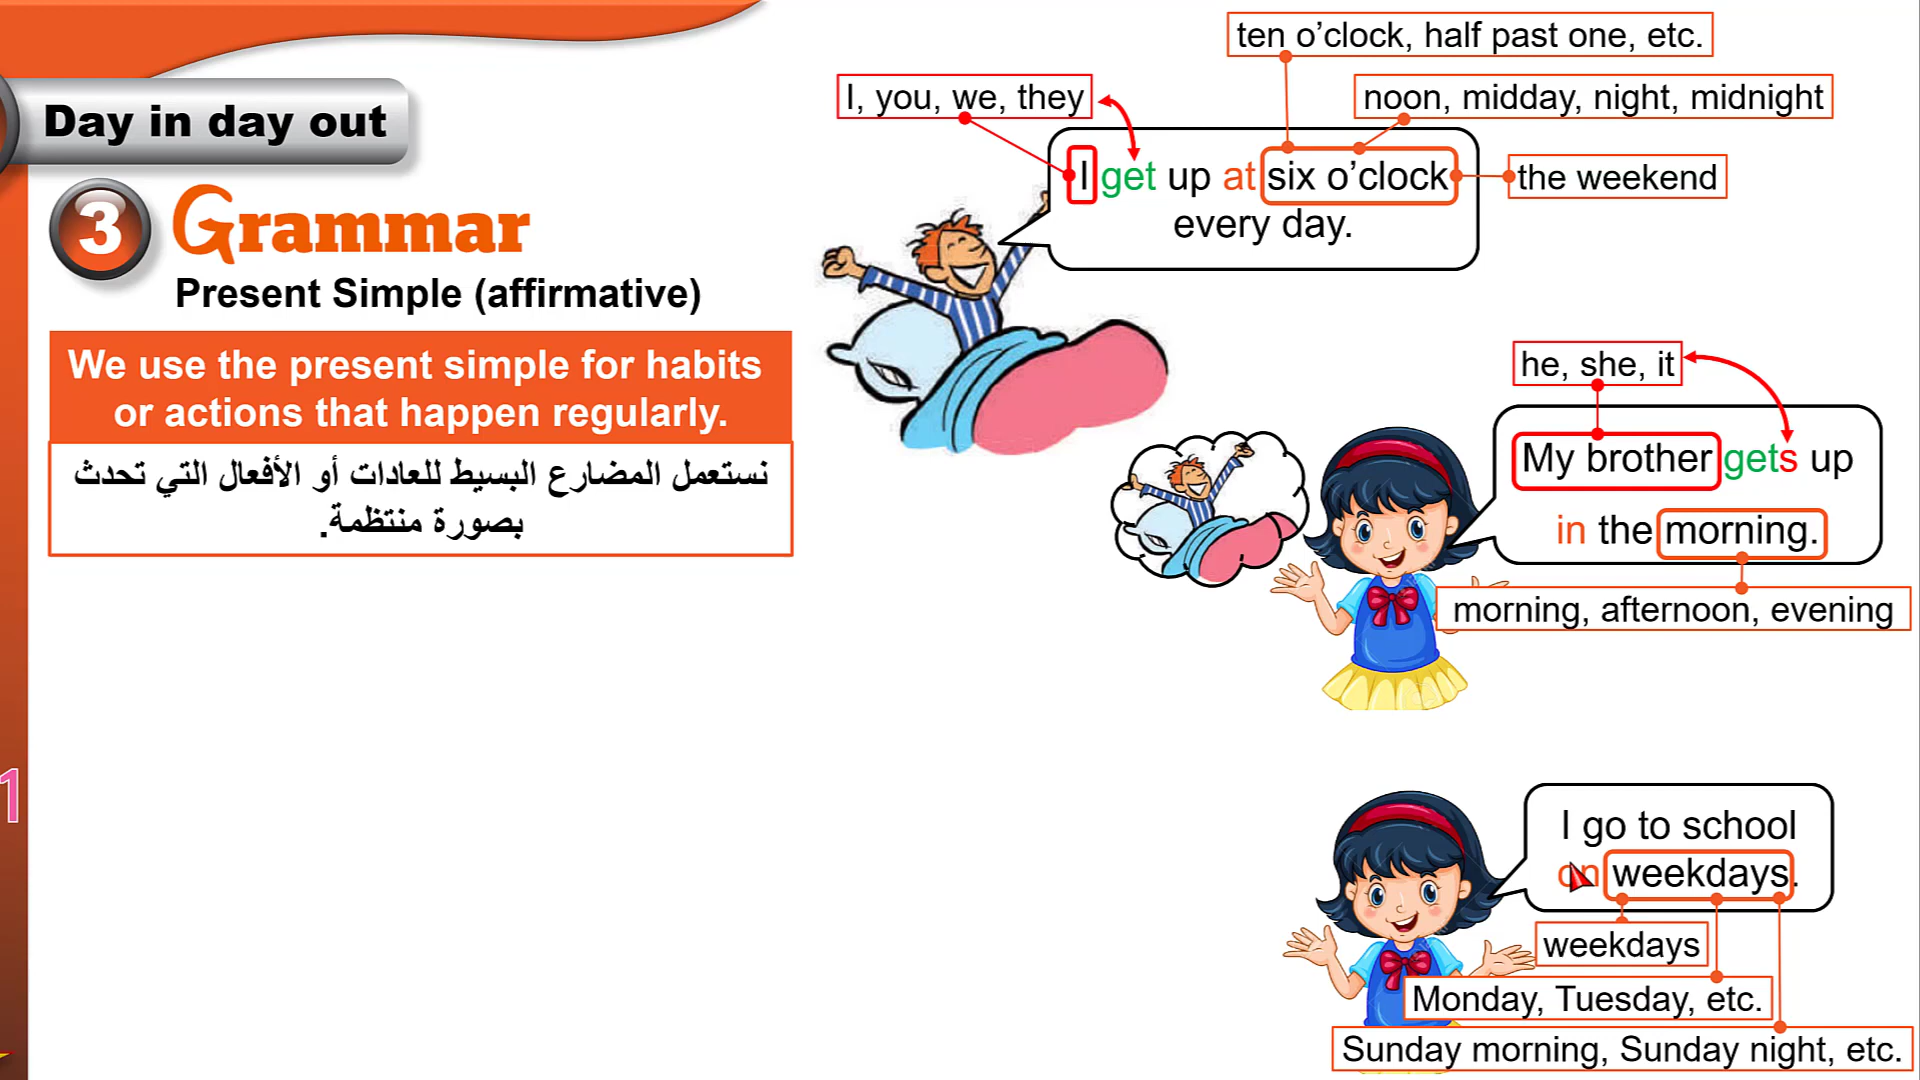 Day in day out
3 Grammar
Present Simple (affirmative)
We use the present simple for habits
or actions that happen regularly.
نستعمل المضارع البسيط للعادات أو الأفعال التي تحدث
بصورة منتظمة.
1
ten o’clock, half past one, etc.
I, you, we, they
noon, midday, night, midnight
I get up at six o’clock
every day.
the weekend
he, she, it
My brother gets up
in the morning.
morning, afternoon, evening
I go to school
on weekdays.
weekdays
Monday, Tuesday, etc.
Sunday morning, Sunday night, etc.